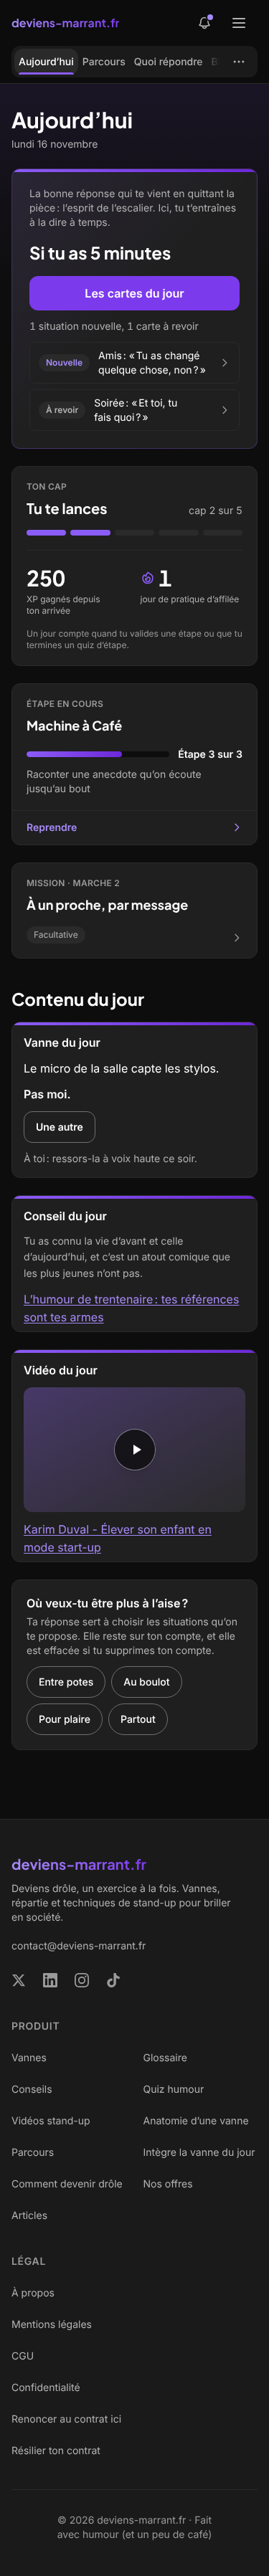 deviens-marrant.fr
Aujourd’hui Parcours Quoi répondre
Aujourd’hui
lundi 16 novembre
La bonne réponse qui te vient en quittant la
pièce : l’esprit de l’escalier. Ici, tu t’entraînes
à la dire à temps.
Si tu as 5 minutes
Les cartes du jour
1 situation nouvelle, 1 carte à revoir
Nouvelle
Amis : « Tu as changé
quelque chose, non ? »
À revoir
Soirée : « Et toi, tu
fais quoi ? »
TON CAP
Tu te lances
cap 2 sur 5
250
XP gagnés depuis
ton arrivée
1
jour de pratique d’affilée
Un jour compte quand tu valides une étape ou que tu
termines un quiz d’étape.
ÉTAPE EN COURS
Machine à Café
Étape 3 sur 3
Raconter une anecdote qu’on écoute
jusqu’au bout
Reprendre
MISSION · MARCHE 2
À un proche, par message
Facultative
Contenu du jour
Vanne du jour
Le micro de la salle capte les stylos.
Pas moi.
Une autre
À toi : ressors-la à voix haute ce soir.
Conseil du jour
Tu as connu la vie d’avant et celle
d’aujourd’hui, et c’est un atout comique que
les plus jeunes n’ont pas.
L’humour de trentenaire : tes références
sont tes armes
Vidéo du jour
Karim Duval - Élever son enfant en
mode start-up
Où veux-tu être plus à l’aise ?
Ta réponse sert à choisir les situations qu’on
te propose. Elle reste sur ton compte, et elle
est effacée si tu supprimes ton compte.
Entre potes
Au boulot
Pour plaire
Partout
deviens-marrant.fr
Deviens drôle, un exercice à la fois. Vannes,
répartie et techniques de stand-up pour briller
en société.
contact@deviens-marrant.fr
PRODUIT
Vannes
Glossaire
Conseils
Quiz humour
Vidéos stand-up
Anatomie d’une vanne
Parcours
Intègre la vanne du jour
Comment devenir drôle
Nos offres
Articles
LÉGAL
À propos
Mentions légales
CGU
Confidentialité
Renoncer au contrat ici
Résilier ton contrat
© 2026 deviens-marrant.fr · Fait
avec humour (et un peu de café)